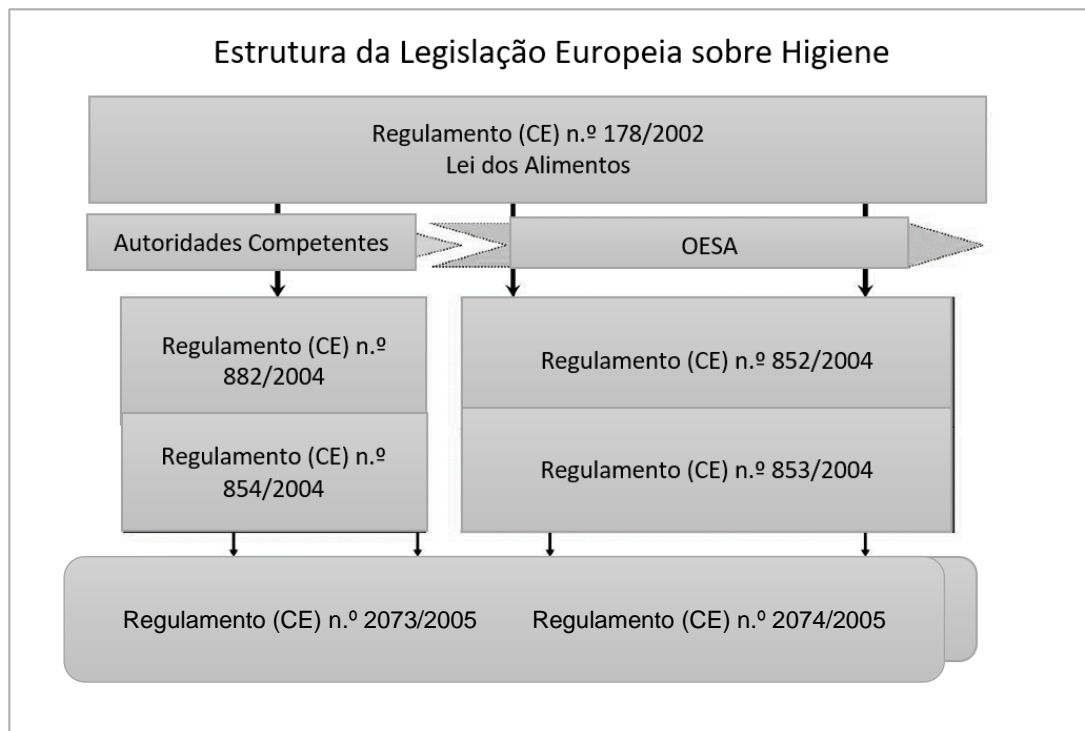 Estrutura da Legislação Europeia sobre Higiene
Regulamento (CE) n.º 178/2002
Lei dos Alimentos
Autoridades Competentes
OESA
Regulamento (CE) n.º
882/2004
Regulamento (CE) n.º 852/2004
Regulamento (CE) n.º
854/2004
Regulamento (CE) n.º 853/2004
Regulamento (CE) n.º 2073/2005
Regulamento (CE) n.º 2074/2005